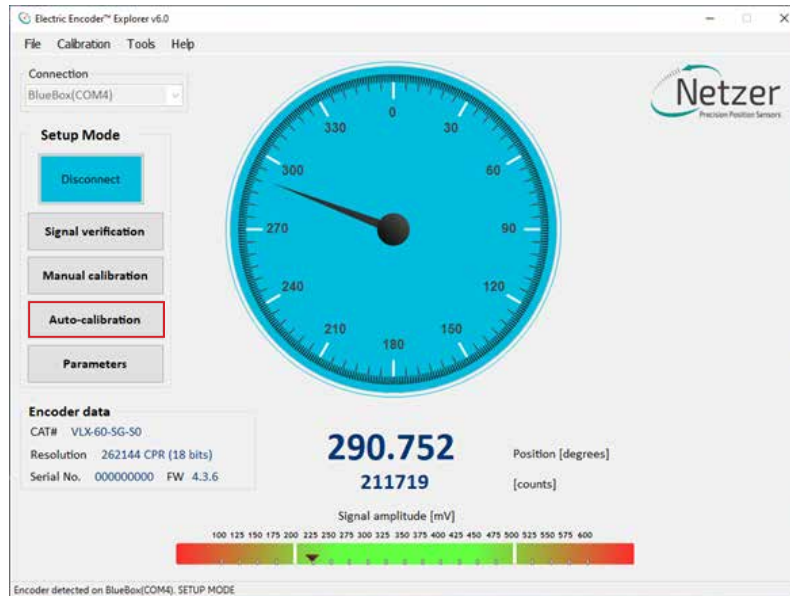 Electric Encoder™ Explorer v6.0
File Calibration Tools Help
Connection
BlueBox(COM4)
Netzer
Precision Position Sensors
Setup Mode
Disconnect
Signal verification
Manual calibration
Auto-calibration
Parameters
0
30
60
90
120
150
180
210
240
270
300
330
Encoder data
CAT# VLX-60-SG-S0
Resolution 262144 CPR (18 bits)
Serial No. 000000000 FW 4.3.6
290.752 Position [degrees]
211719 [counts]
Signal amplitude [mV]
100 125 150 175 200 225 250 275 300 325 350 375 400 425 450 475 500 525 550 575 600
Encoder detected on BlueBox(COM4). SETUP MODE